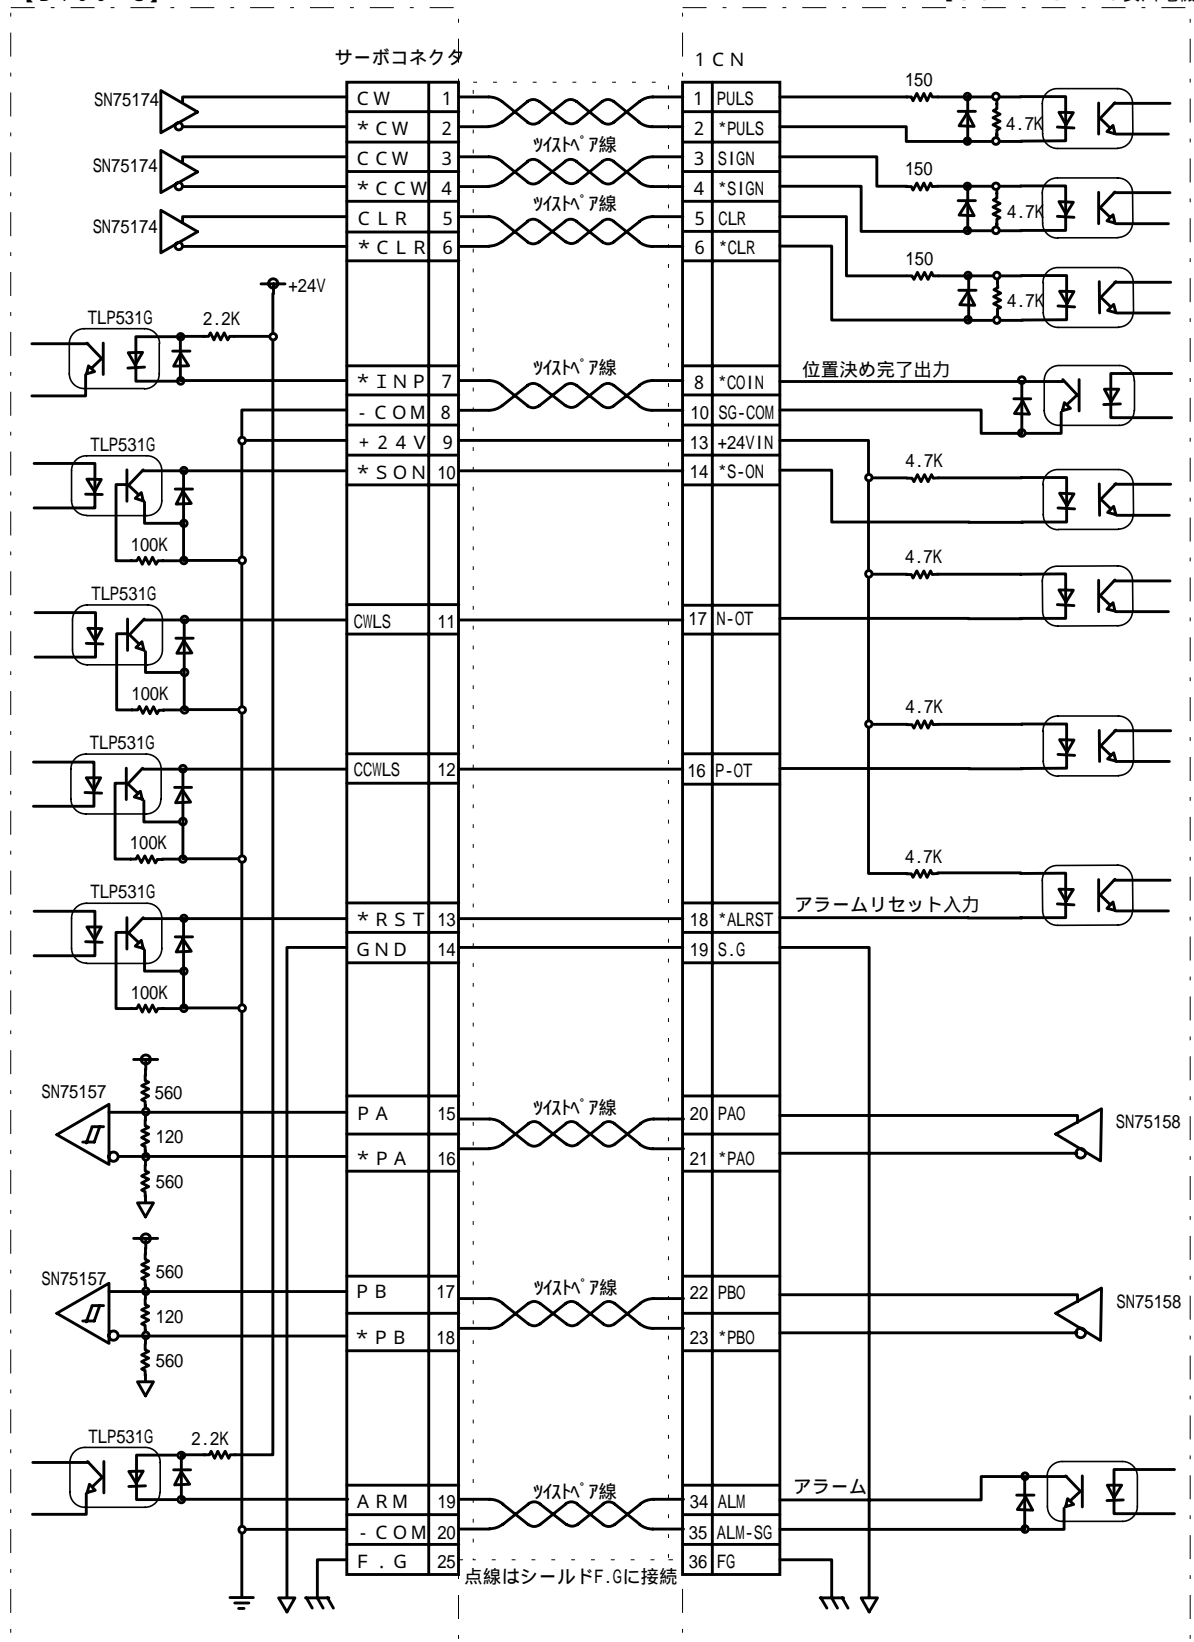 サーボコネクタ
1CN
SN75174
CW 1
*CW 2
SN75174
CCW 3
*CCW 4
SN75174
CLR 5
*CLR 6
ツイストペア線
ツイストペア線
1 PULS
2 *PULS
3 SIGN
4 *SIGN
5 CLR
6 *CLR
150
4.7K
150
4.7K
150
4.7K
+24V
TLP531G
2.2K
*INP 7
-COM 8
+24V 9
*SON 10
ツイストペア線
8 *COIN
10 SG-COM
13 +24VIN
14 *S-ON
位置決め完了出力
4.7K
TLP531G
100K
4.7K
TLP531G
100K
CWLS 11
17 N-OT
4.7K
TLP531G
100K
CCWLS 12
16 P-OT
4.7K
TLP531G
100K
*RST 13
GND 14
18 *ALRST
19 S.G
アラームリセット入力
SN75157
560
120
560
PA 15
*PA 16
ツイストペア線
20 PAO
21 *PAO
SN75158
SN75157
560
120
560
PB 17
*PB 18
ツイストペア線
22 PBO
23 *PBO
SN75158
TLP531G
2.2K
ARM 19
-COM 20
F.G 25
ツイストペア線
34 ALM
35 ALM-SG
36 FG
アラーム
点線はシールドF.Gに接続